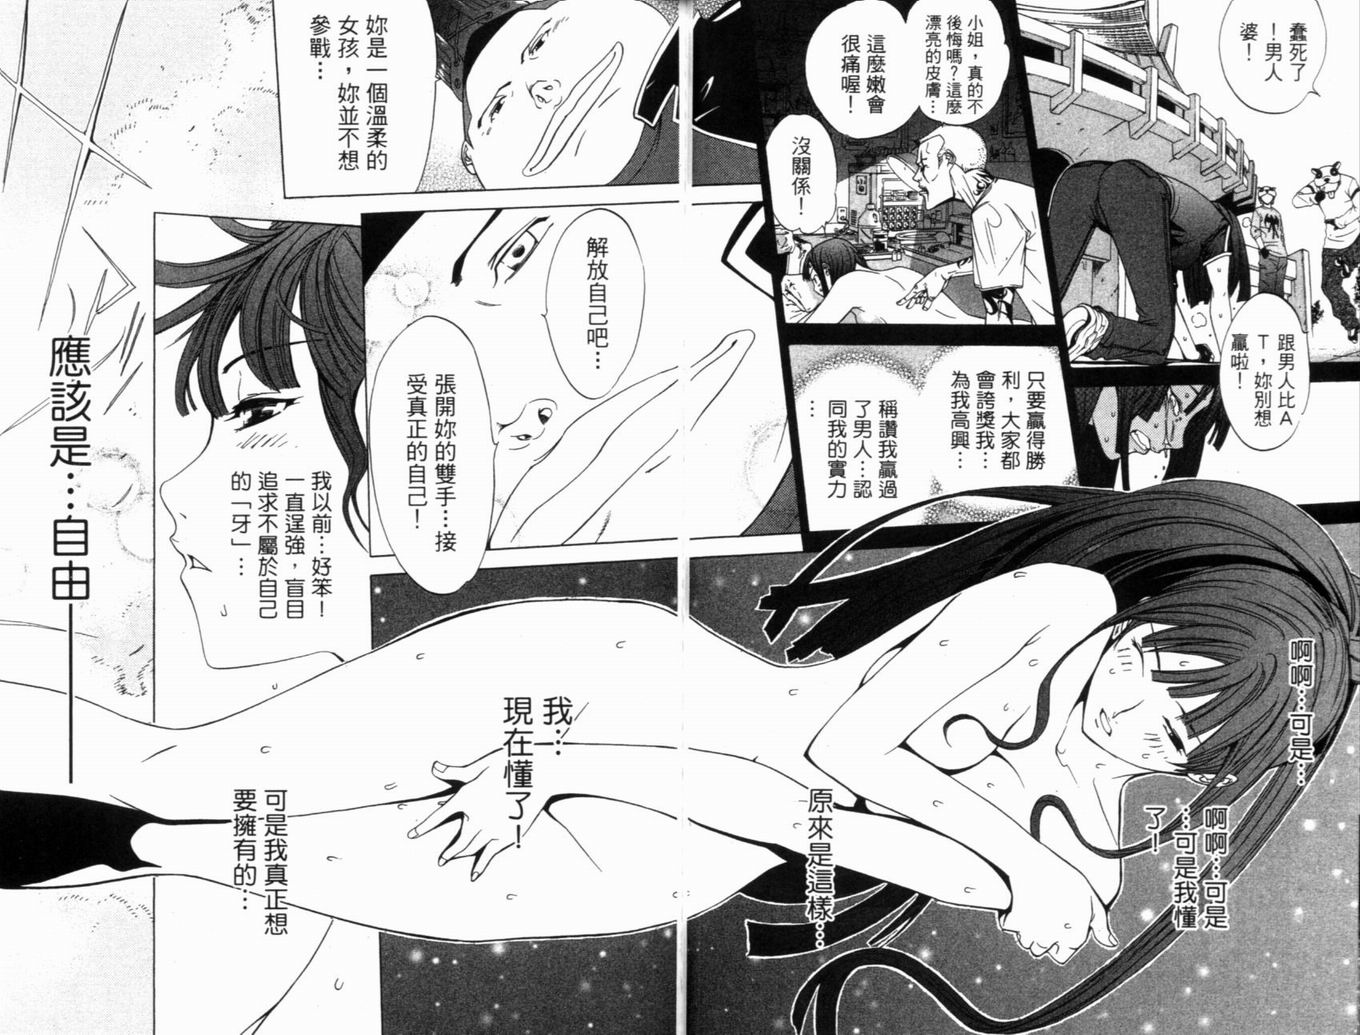 蠢死了
！男人
婆！
跟男人比A
T，妳別想
贏啦！
小姐，真的不
後悔嗎？這麼
漂亮的皮膚…
這麼嫩會
很痛喔！
沒關係！
只要贏得勝
利，大家都
會誇獎我…
為我高興…
稱讚我贏過
了男人…認
同我的實力
…
啊啊…可是…
啊啊…可是
…可是我懂
了！
原來是這樣…
妳是一個溫柔的
女孩，妳並不想
參戰…
解放自己吧…
張開妳的雙手…接
受真正的自己！
我以前…好笨！
一直逞強，盲目
追求不屬於自己
的「牙」…
我…
現在懂了！
可是我真正想
要擁有的…
應該是…自由——